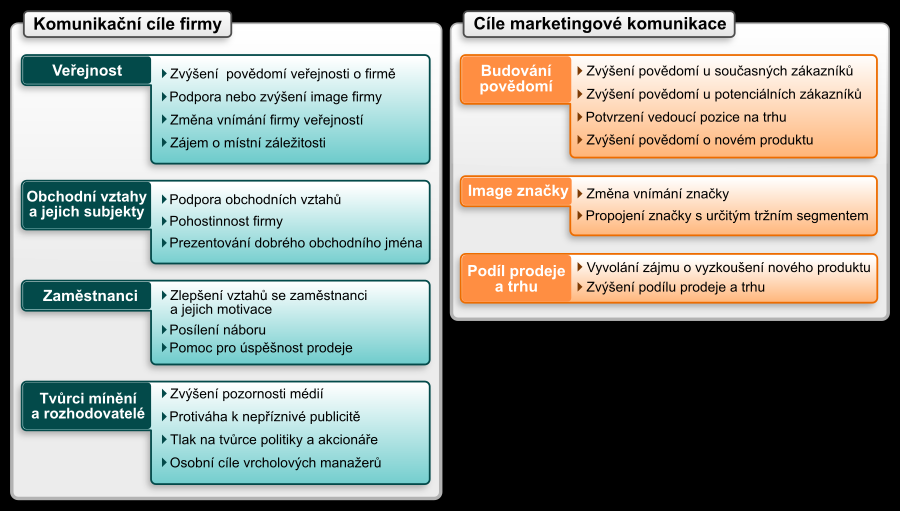 Komunikační cíle firmy
Veřejnost
Zvýšení povědomí veřejnosti o firmě
Podpora nebo zvýšení image firmy
Změna vnímání firmy veřejností
Zájem o místní záležitosti
Obchodní vztahy
a jejich subjekty
Podpora obchodních vztahů
Pohostinnost firmy
Prezentování dobrého obchodního jména
Zaměstnanci
Zlepšení vztahů se zaměstnanci
a jejich motivace
Posílení náboru
Pomoc pro úspěšnost prodeje
Tvůrci mínění
a rozhodovatelé
Zvýšení pozornosti médií
Protiváha k nepříznivé publicitě
Tlak na tvůrce politiky a akcionáře
Osobní cíle vrcholových manažerů
Cíle marketingové komunikace
Budování
povědomí
Zvýšení povědomí u současných zákazníků
Zvýšení povědomí u potenciálních zákazníků
Potvrzení vedoucí pozice na trhu
Zvýšení povědomí o novém produktu
Image značky
Změna vnímání značky
Propojení značky s určitým tržním segmentem
Podíl prodeje
a trhu
Vyvolání zájmu o vyzkoušení nového produktu
Zvýšení podílu prodeje a trhu